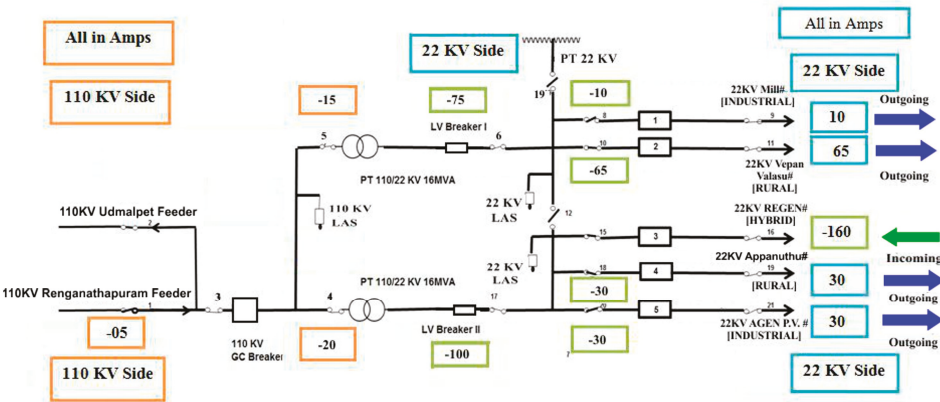 All in Amps
110 KV Side
22 KV Side
PT 22 KV
All in Amps
22 KV Side
-15
-75
-10
19
22KV Mill#
[INDUSTRIAL]
Outgoing
10
LV Breaker I
5
6
8
1
9
10
2
11
65
Outgoing
PT 110/22 KV 16MVA
-65
22KV Vepan
Valasu#
[RURAL]
110 KV
LAS
22 KV
LAS
12
22KV REGEN#
[HYBRID]
110KV Udmalpet Feeder
2
15
3
16
-160
Incoming
22KV Appanuthu#
22 KV
LAS
18
4
19
[RURAL]
30
Outgoing
110KV Renganathapuram Feeder
PT 110/22 KV 16MVA
-30
1
3
4
17
20
5
21
30
Outgoing
-05
110 KV
GC Breaker
-20
LV Breaker II
-100
-30
22KV AGEN P.V. #
[INDUSTRIAL]
7
110 KV Side
22 KV Side